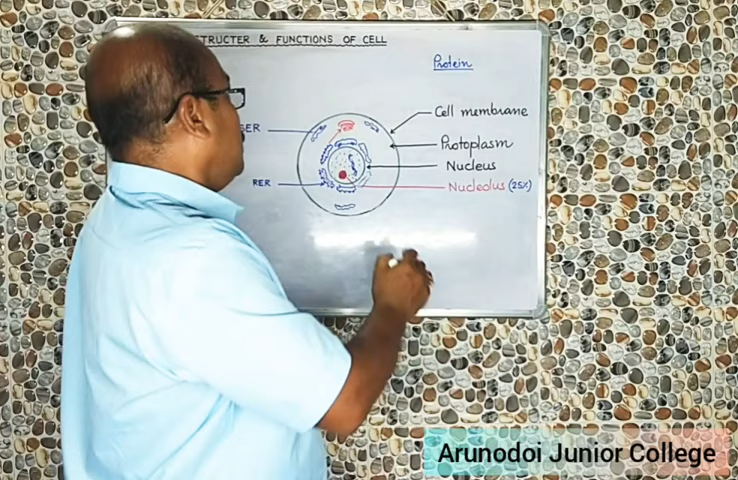 STRUCTER & FUNCTIONS OF CELL
Protein
SER
Cell membrane
Protoplasm
Nucleus
RER
Nucleolus (25%)
Arunodoi Junior College